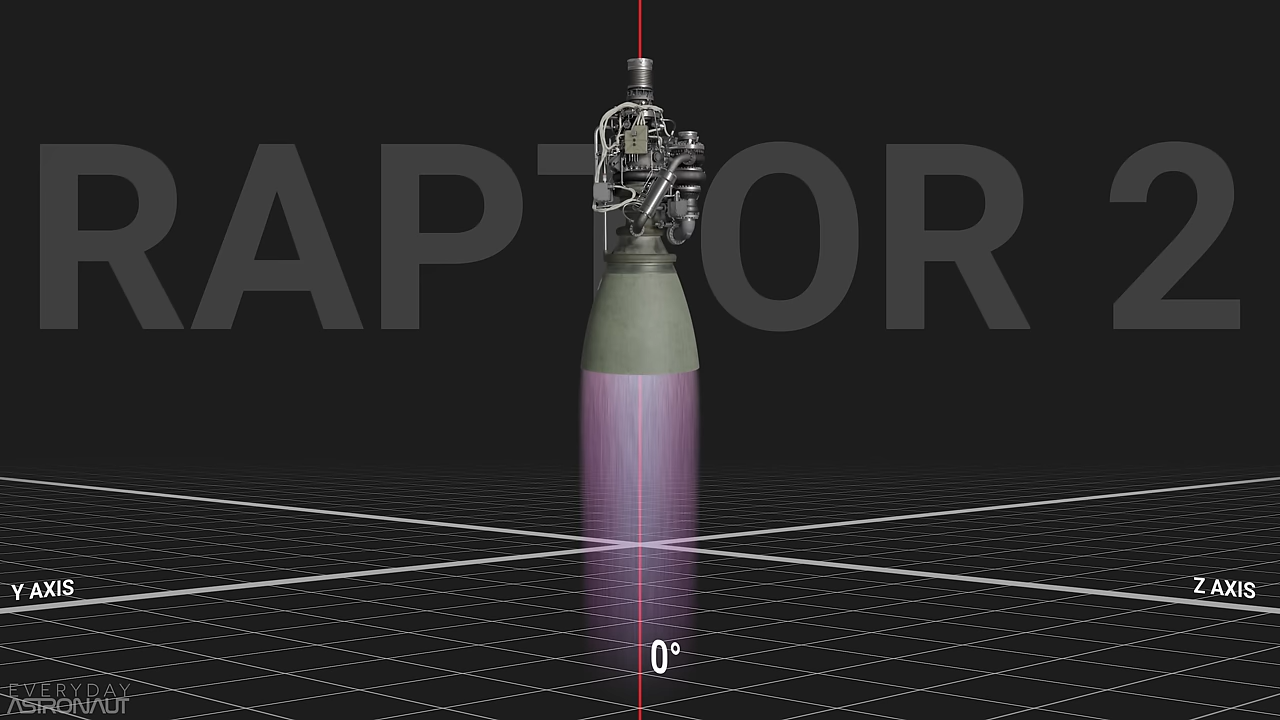 RAPTOR 2
Y AXIS
Z AXIS
0°
EVERYDAY
ASTRONAUT